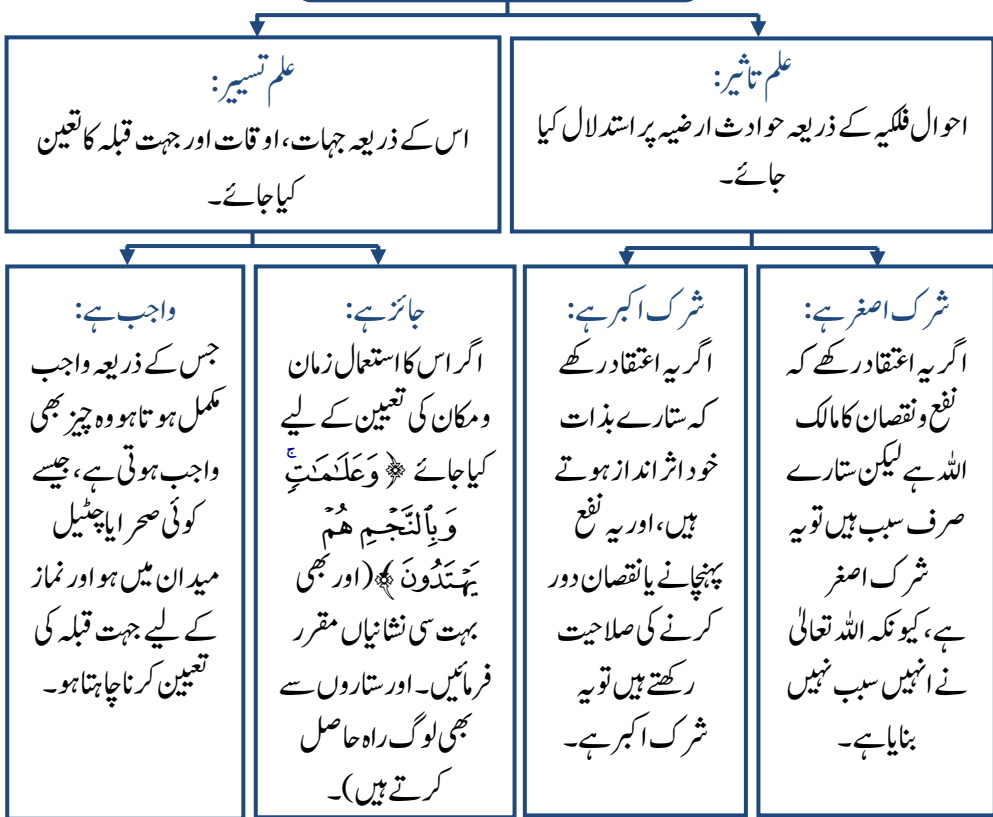 علم تاثیر:
احوال فلکیہ کے ذریعہ حوادث ارضیہ پر استدلال کیا
جائے۔
علم تسییر:
اس کے ذریعہ جہات، اوقات اور جہت قبلہ کا تعین
کیا جائے۔
شرک اصغر ہے:
اگر یہ اعتقاد رکھے کہ
نفع و نقصان کا مالک
اللہ ہے لیکن ستارے
صرف سبب ہیں تو یہ
شرک اصغر
ہے، کیونکہ اللہ تعالیٰ
نے انہیں سبب نہیں
بنایا ہے۔
شرک اکبر ہے:
اگر یہ اعتقاد رکھے
کہ ستارے بذات
خود اثر انداز ہوتے
ہیں، اور یہ نفع
پہنچانے یا نقصان دور
کرنے کی صلاحیت
رکھتے ہیں تو یہ
شرک اکبر ہے۔
جائز ہے:
اگر اس کا استعمال زمان
و مکان کی تعیین کے لیے
کیا جائے ﴿وَعَلَـٰمَـٰتٍۚ
وَبِٱلنَّجۡمِ هُمۡ
يَهۡتَدُونَ﴾ (اور بھی
بہت سی نشانیاں مقرر
فرمائیں۔ اور ستاروں سے
بھی لوگ راہ حاصل
کرتے ہیں)۔
واجب ہے:
جس کے ذریعہ واجب
مکمل ہوتا ہو وہ چیز بھی
واجب ہوتی ہے، جیسے
کوئی صحرا یا چٹیل
میدان میں ہو اور نماز
کے لیے جہت قبلہ کی
تعیین کرنا چاہتا ہو۔